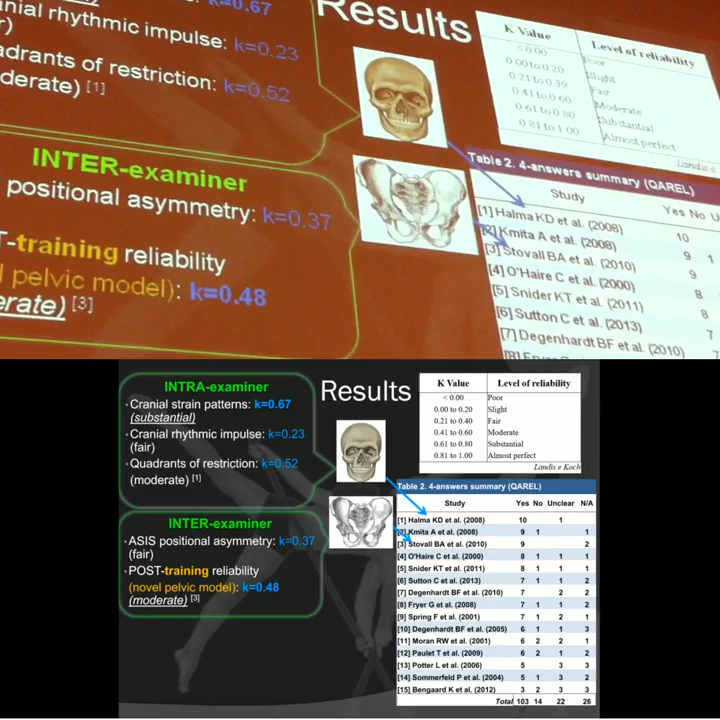 k=0.67
nial rhythmic impulse: k=0.23
r)
adrants of restriction: k=0.52
derate) [1]
Results
K Value Level of reliability
< 0.00 Poor
0.00 to 0.20 Slight
0.21 to 0.39 Fair
0.41 to 0.60 Moderate
0.61 to 0.80 Substantial
0.81 to 1.00 Almost perfect
Landis e
INTER-examiner
positional asymmetry: k=0.37
T-training reliability
l pelvic model): k=0.48
erate) [3]
Table 2. 4-answers summary (QAREL)
Study Yes No U
[1] Halma KD et al. (2008) 10
[2] Kmita A et al. (2008) 9 1
[3] Stovall BA et al. (2010) 9
[4] O'Haire C et al. (2000) 8
[5] Snider KT et al. (2011) 8
[6] Sutton C et al. (2013) 7
[7] Degenhardt BF et al. (2010) 7
INTRA-examiner
•Cranial strain patterns: k=0.67
(substantial)
•Cranial rhythmic impulse: k=0.23
(fair)
•Quadrants of restriction: k=0.52
(moderate) [1]
Results
K Value Level of reliability
< 0.00 Poor
0.00 to 0.20 Slight
0.21 to 0.40 Fair
0.41 to 0.60 Moderate
0.61 to 0.80 Substantial
0.81 to 1.00 Almost perfect
Landis e Koch
INTER-examiner
•ASIS positional asymmetry: k=0.37
(fair)
•POST-training reliability
(novel pelvic model): k=0.48
(moderate) [3]
Table 2. 4-answers summary (QAREL)
Study Yes No Unclear N/A
[1] Halma KD et al. (2008) 10 1
[2] Kmita A et al. (2008) 9 1 1
[3] Stovall BA et al. (2010) 9 2
[4] O'Haire C et al. (2000) 8 1 1 1
[5] Snider KT et al. (2011) 8 1 1 1
[6] Sutton C et al. (2013) 7 1 1 2
[7] Degenhardt BF et al. (2010) 7 2 2
[8] Fryer G et al. (2008) 7 1 1 2
[9] Spring F et al. (2001) 7 1 2 1
[10] Degenhardt BF et al. (2005) 6 1 1 3
[11] Moran RW et al. (2001) 6 2 2 1
[12] Paulet T et al. (2009) 6 2 1 2
[13] Potter L et al. (2006) 5 3 3
[14] Sommerfeld P et al. (2004) 5 1 3 2
[15] Bengaard K et al. (2012) 3 2 3 3
Total 103 14 22 26